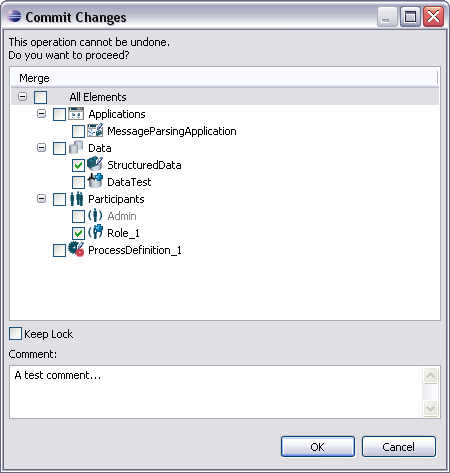 Commit Changes
This operation cannot be undone.
Do you want to proceed?
Merge
All Elements
Applications
MessageParsingApplication
Data
StructuredData
DataTest
Participants
Admin
Role_1
ProcessDefinition_1
Keep Lock
Comment:
A test comment...
OK
Cancel